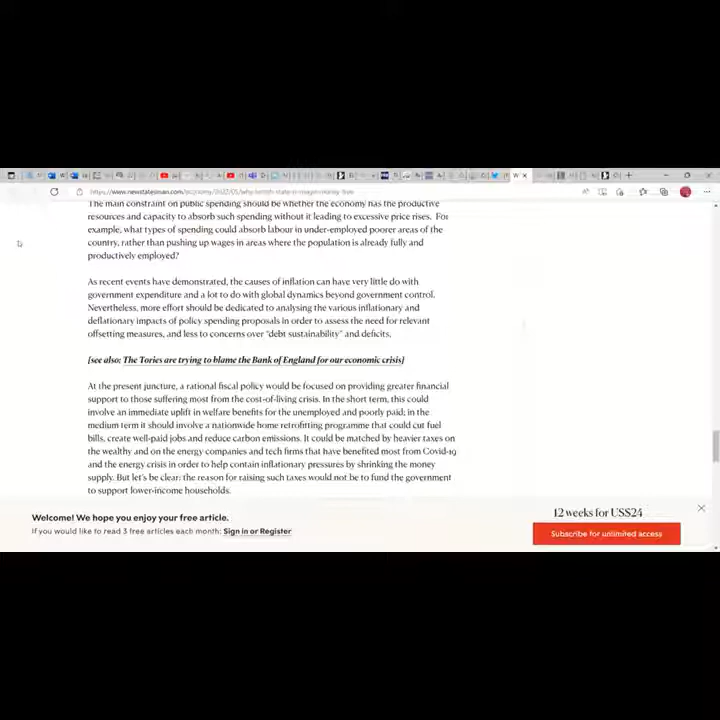 The main constraint on public spending should be whether the economy has the productive
resources and capacity to absorb such spending without it leading to excessive price rises. For
example, what types of spending could absorb labour in under-employed poorer areas of the
country, rather than pushing up wages in areas where the population is already fully and
productively employed?
As recent events have demonstrated, the causes of inflation can have very little do with
government expenditure and a lot to do with global dynamics beyond government control.
Nevertheless, more effort should be dedicated to analysing the various inflationary and
deflationary impacts of policy spending proposals in order to assess the need for relevant
offsetting measures, and less to concerns over “debt sustainability” and deficits.
[see also: The Tories are trying to blame the Bank of England for our economic crisis]
At the present juncture, a rational fiscal policy would be focused on providing greater financial
support to those suffering most from the cost-of-living crisis. In the short term, this could
involve an immediate uplift in welfare benefits for the unemployed and poorly paid; in the
medium term it should involve a nationwide home retrofitting programme that could cut fuel
bills, create well-paid jobs and reduce carbon emissions. It could be matched by heavier taxes on
the wealthy and on the energy companies and tech firms that have benefited most from Covid-19
and the energy crisis in order to help contain inflationary pressures by shrinking the money
supply. But let’s be clear: the reason for raising such taxes would not be to fund the government
to support lower-income households.
Welcome! We hope you enjoy your free article.
If you would like to read 3 free articles each month: Sign in or Register
12 weeks for US$24
Subscribe for unlimited access